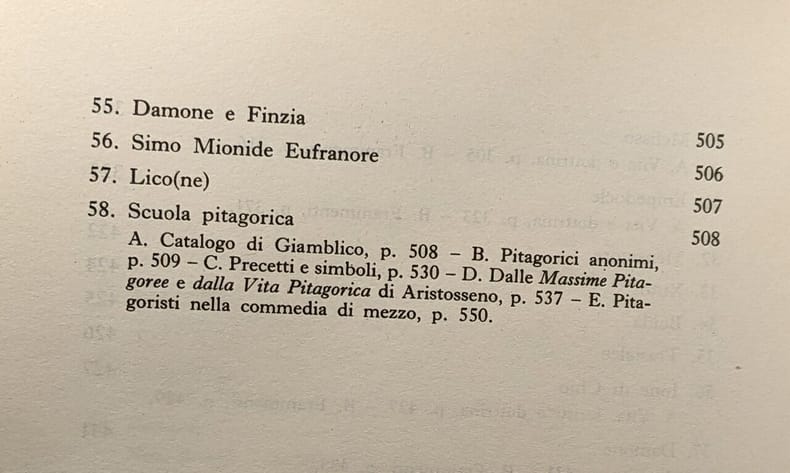 55. Damone e Finzia 505
56. Simo Mionide Eufranore 506
57. Lico(ne) 507
58. Scuola pitagorica 508
A. Catalogo di Giamblico, p. 508 – B. Pitagorici anonimi,
p. 509 – C. Precetti e simboli, p. 530 – D. Dalle Massime Pita-
goree e dalla Vita Pitagorica di Aristosseno, p. 537 – E. Pita-
goristi nella commedia di mezzo, p. 550.